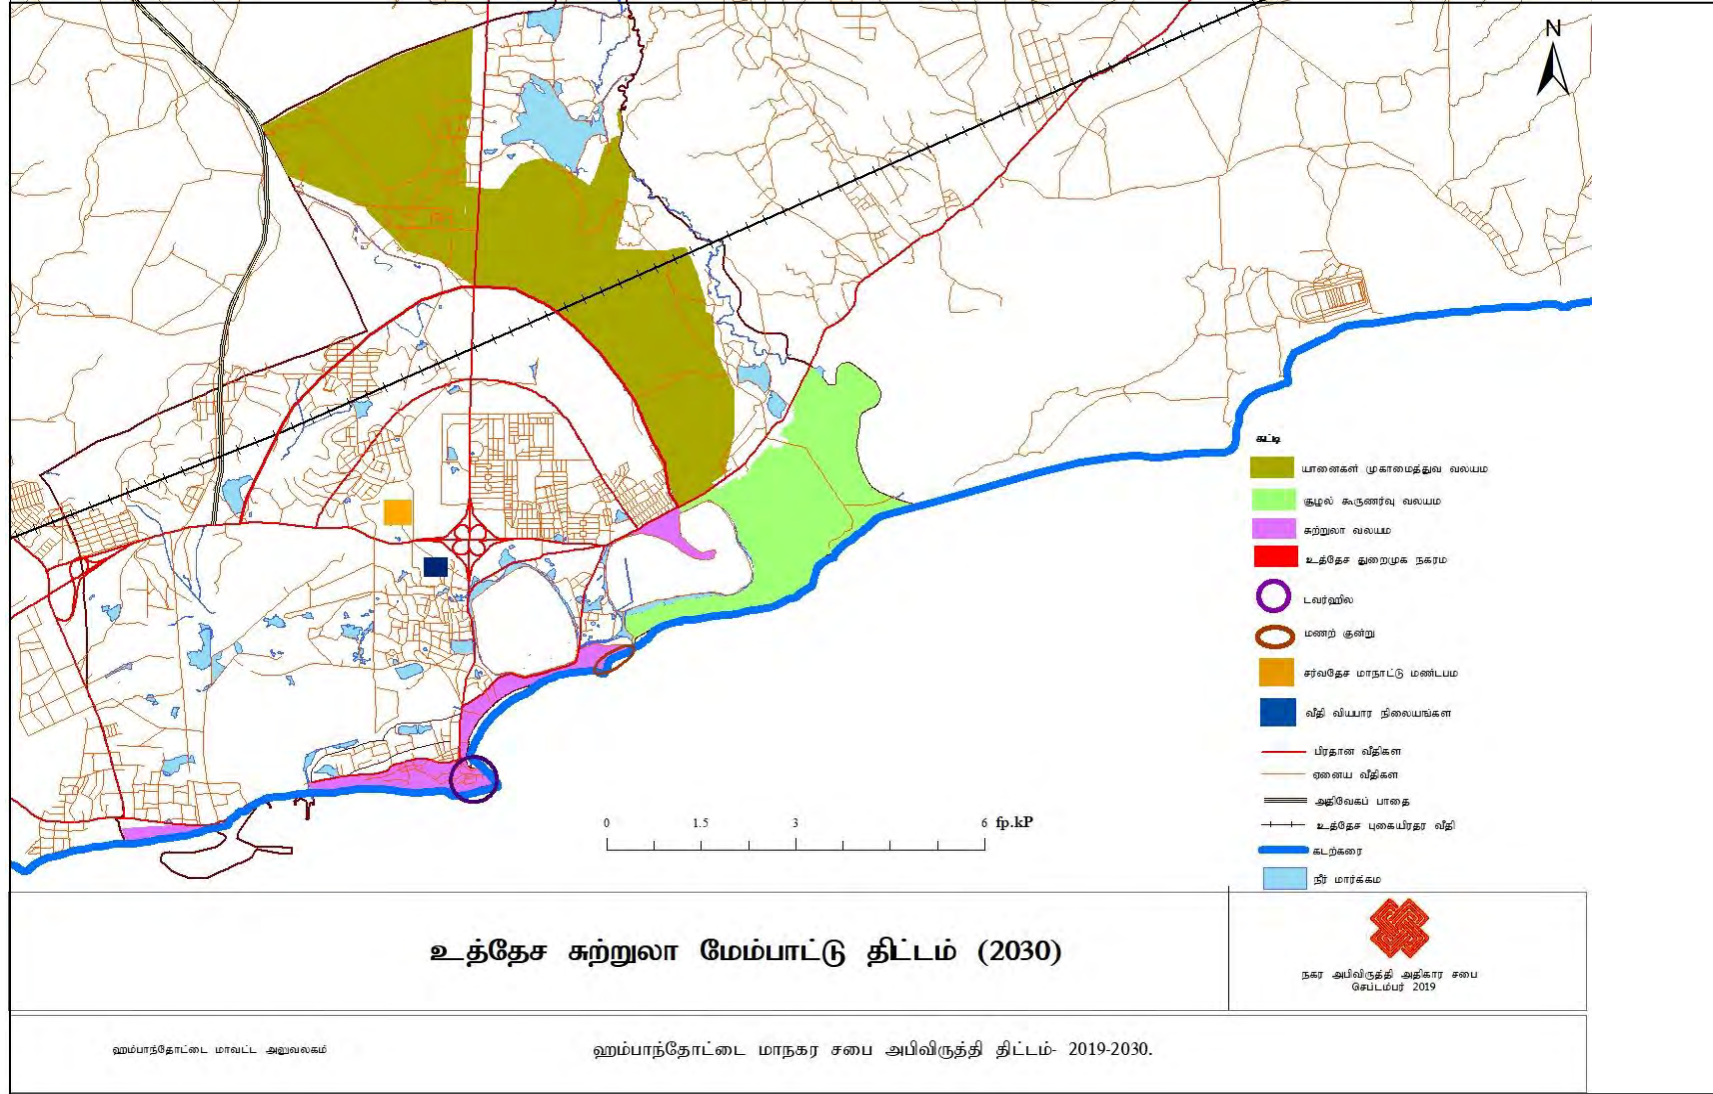 N
கட்டி
யானைகள் முகாமைத்துவ வலயம
சூழல் கூருணர்வு வலயம
சுற்றுலா வலயம
உத்தேச துறைமுக நகரம
டவர்ஹில
மணற் குன்று
சர்வதேச மாநாட்டு மண்டபம
வீதி வியபார நிலையங்கள
பிரதான வீதிகள
ஏனைய வீதிகள
அதிவேகப் பாதை
உத்தேச புகையிரதர வீதி
கடற்கரை
நீர் மார்க்கம
0 1.5 3 6 fp.kP
உத்தேச சுற்றுலா மேம்பாட்டு திட்டம் (2030)
நகர அபிவிருத்தி அதிகார சபை
செப்டம்பர் 2019
ஹம்பாந்தோட்டை மாவட்ட அலுவலகம்
ஹம்பாந்தோட்டை மாநகர சபை அபிவிருத்தி திட்டம்- 2019-2030.